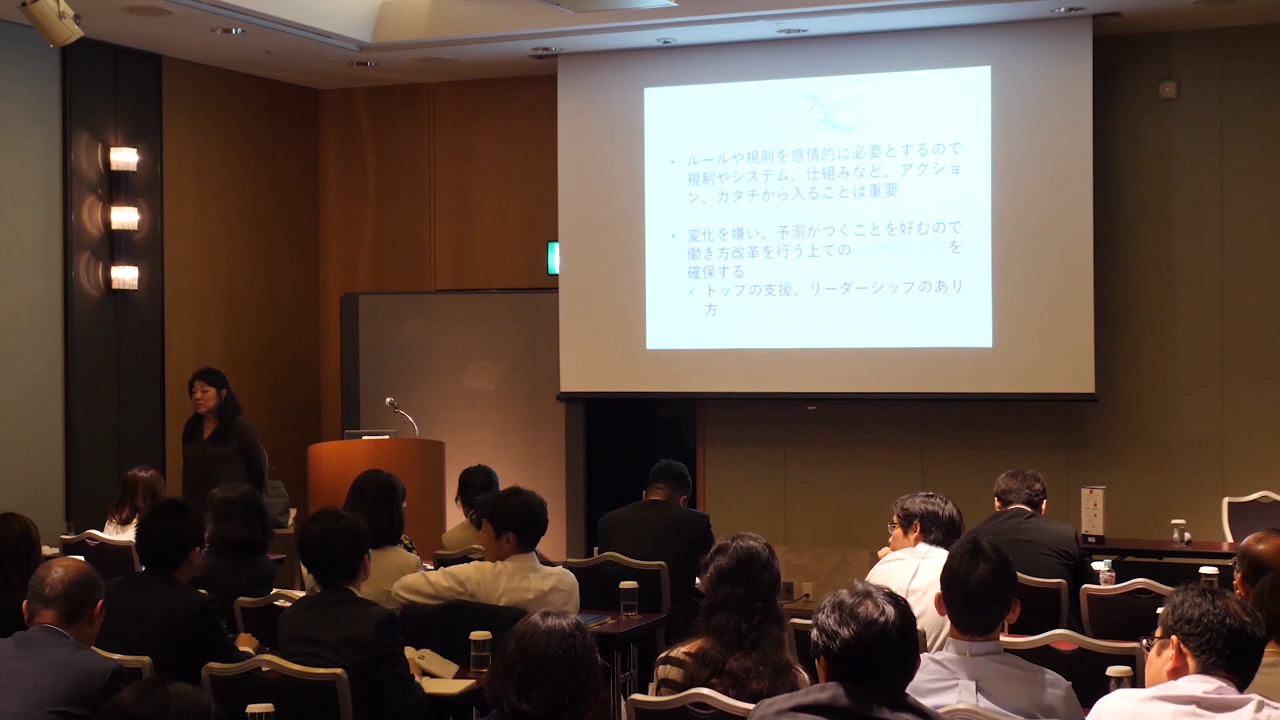 • ルールや規則を感情的に必要とするので
規制やシステム、仕組みなど、アクショ
ン、カタチから入ることは重要
• 変化を嫌い、予測がつくことを好むので
働き方改革を行う上での心理的安全性を
確保する
✓ トップの支援、リーダーシップのあり
方